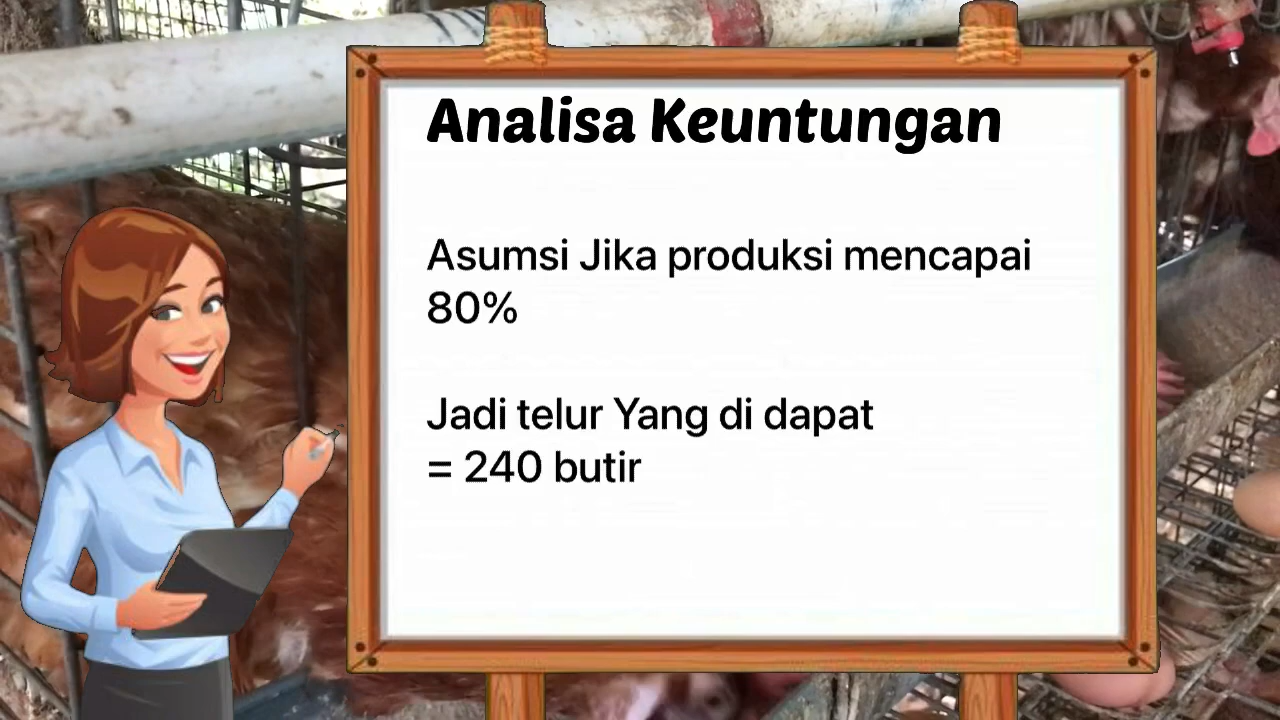 Analisa Keuntungan
Asumsi Jika produksi mencapai
80%
Jadi telur Yang di dapat
= 240 butir